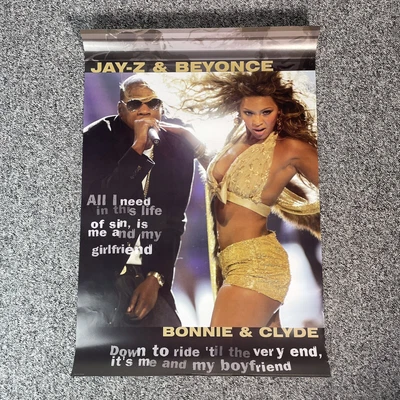 JAY-Z & BEYONCE
All I need
in this life
of sin, is
me and my
girlfriend
BONNIE & CLYDE
Down to ride 'til the very end,
it's me and my boyfriend